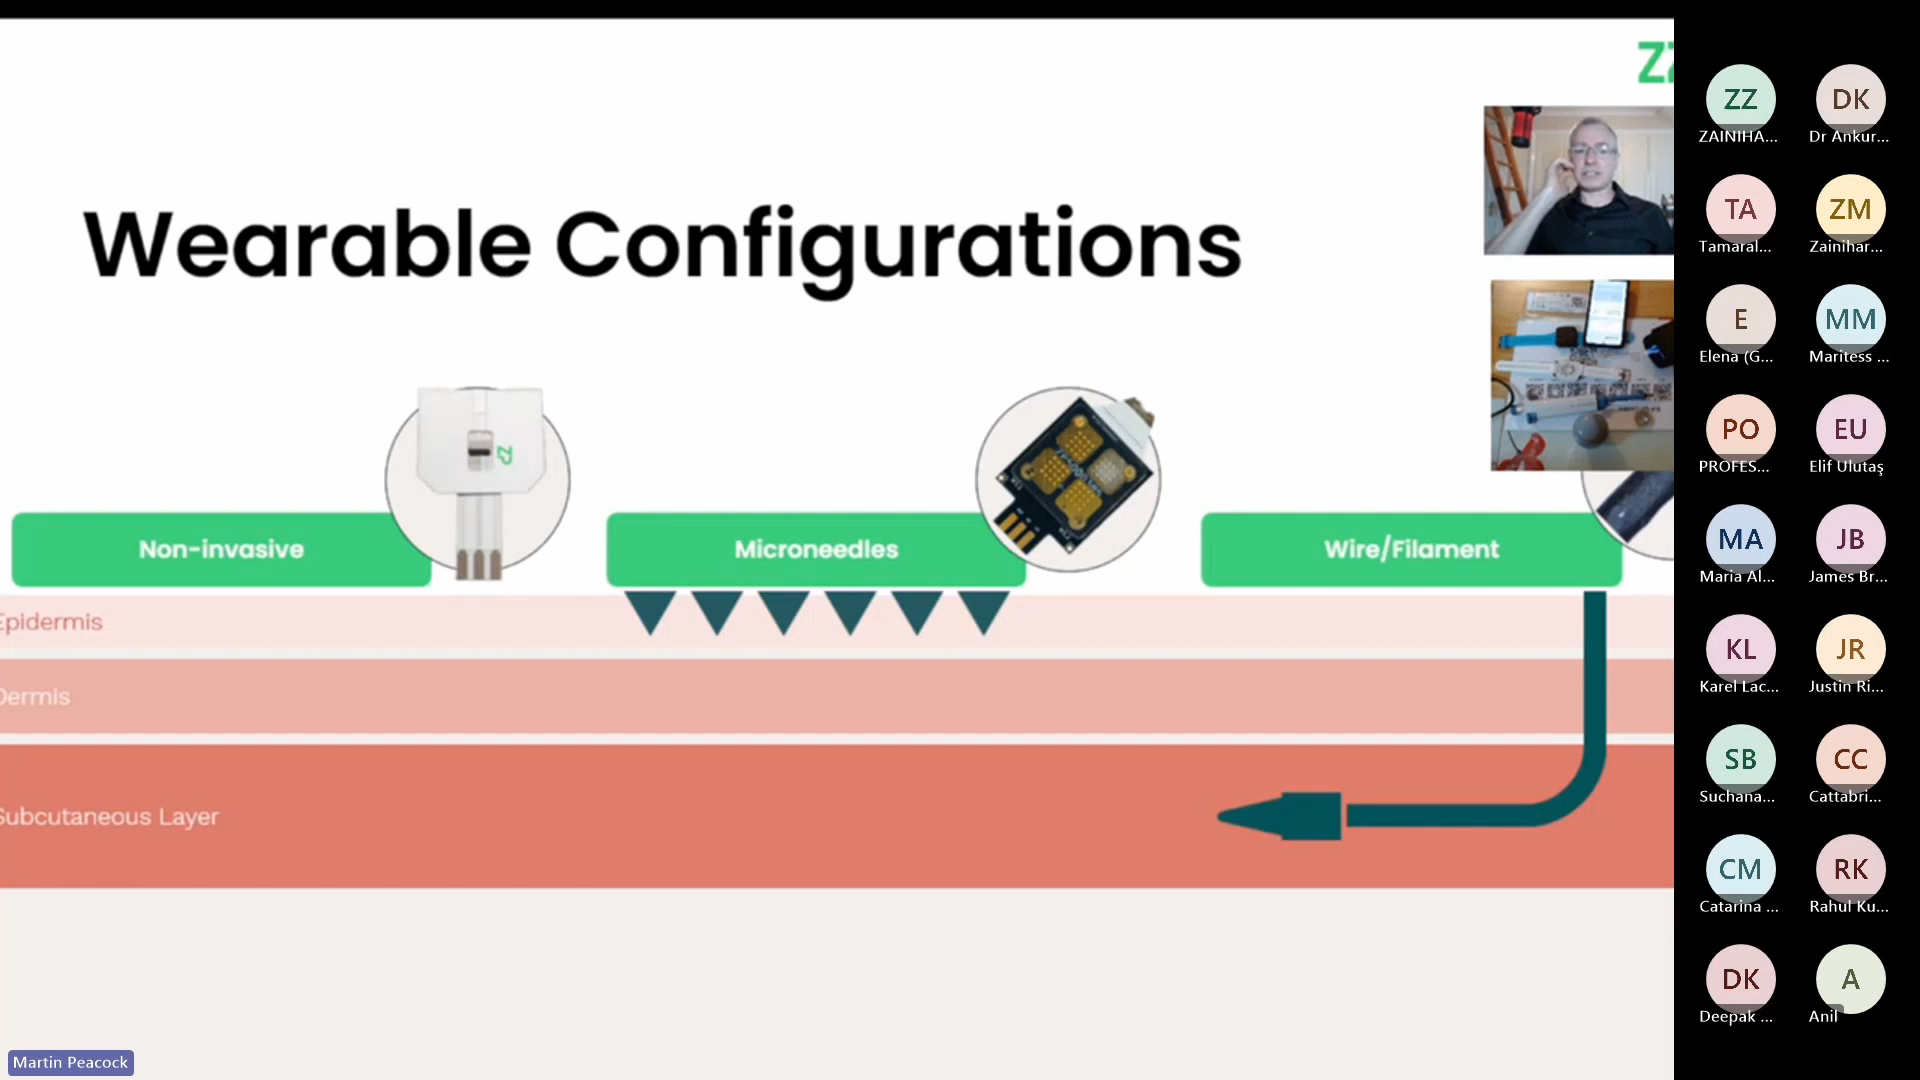 Wearable Configurations
Non-invasive
Microneedles
Wire/Filament
Epidermis
Dermis
Subcutaneous Layer
Martin Peacock
ZZ
DK
ZAINIHA...
Dr Ankur...
TA
ZM
Tamaral...
Zainihar...
E
MM
Elena (G...
Maritess ...
PO
EU
PROFES...
Elif Ulutaş
MA
JB
Maria Al...
James Br...
KL
JR
Karel Lac...
Justin Ri...
SB
CC
Suchana...
Cattabri...
CM
RK
Catarina ...
Rahul Ku...
DK
A
Deepak ...
Anil